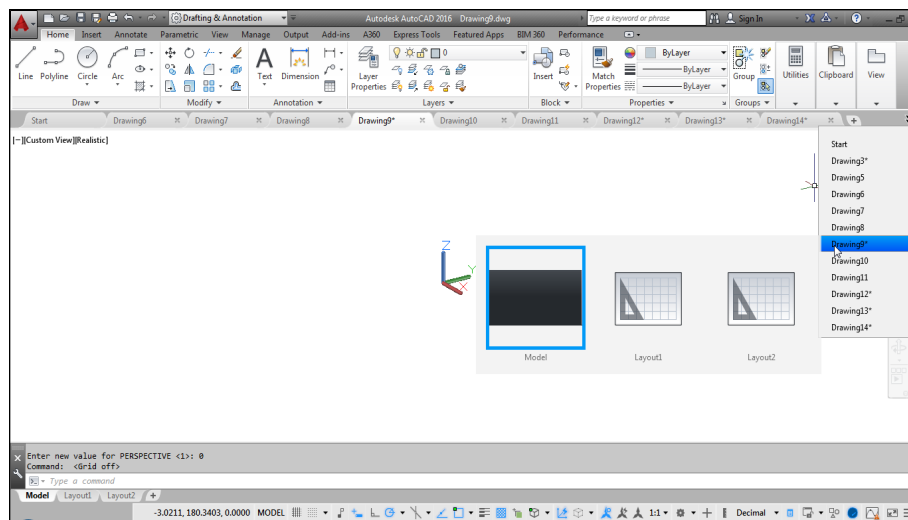 Drafting & Annotation
Autodesk AutoCAD 2016 Drawing9.dwg
Type a keyword or phrase
Sign In
Home Insert Annotate Parametric View Manage Output Add-ins A360 Express Tools Featured Apps BIM 360 Performance
Line Polyline Circle Arc
Text Dimension
Layer Properties
0
Insert
Match Properties
ByLayer
ByLayer
ByLayer
Group Utilities Clipboard View
Draw Modify Annotation Layers Block Properties Groups
Start Drawing6 Drawing7 Drawing8 Drawing9* Drawing10 Drawing11 Drawing12* Drawing13* Drawing14*
[−][Custom View][Realistic]
Start
Drawing3*
Drawing5
Drawing6
Drawing7
Drawing8
Drawing9*
Drawing10
Drawing11
Drawing12*
Drawing13*
Drawing14*
Z
Y
X
Model Layout1 Layout2
Enter new value for PERSPECTIVE <1>: 0
Command: <Grid off>
Type a command
Model Layout1 Layout2 +
-3.0211, 180.3403, 0.0000 MODEL 1:1 Decimal